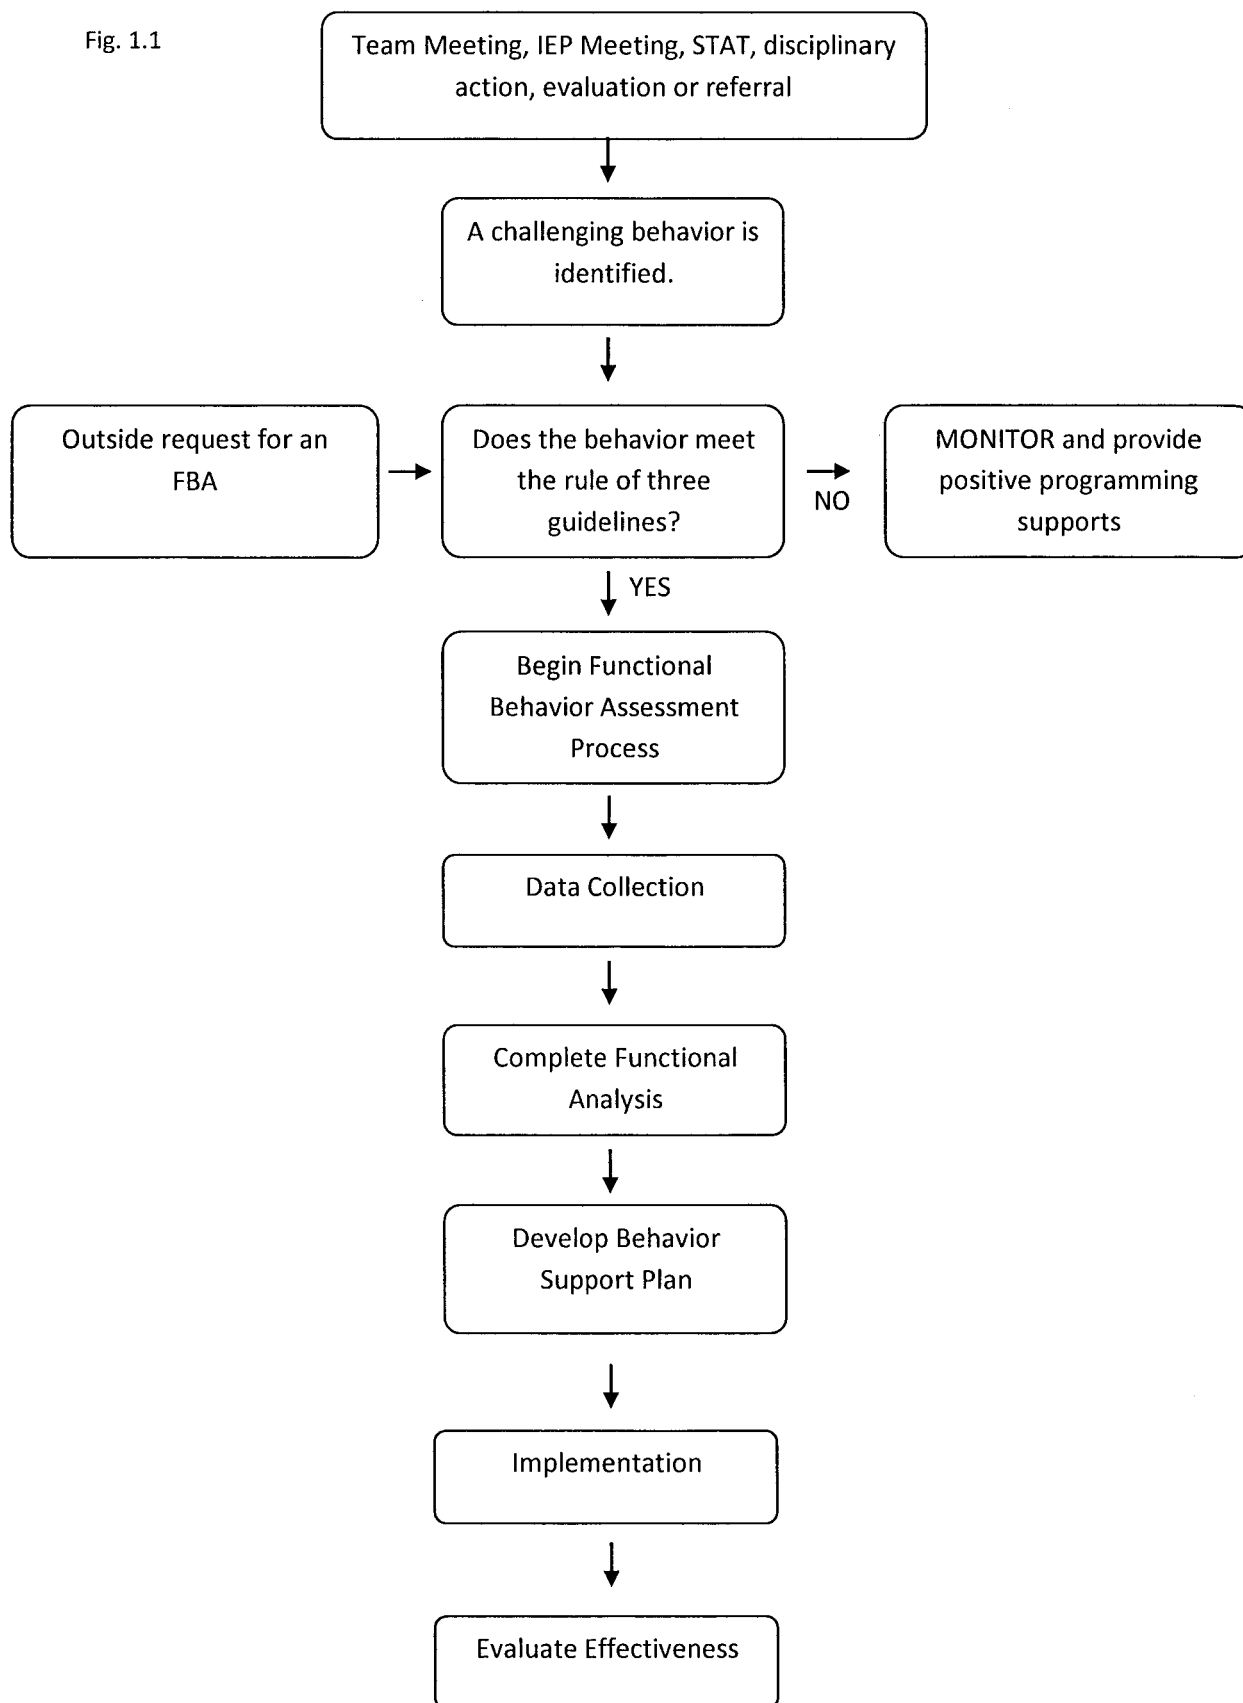 Fig. 1.1
Team Meeting, IEP Meeting, STAT, disciplinary
action, evaluation or referral
A challenging behavior is
identified.
Outside request for an
FBA
Does the behavior meet
the rule of three
guidelines?
NO
MONITOR and provide
positive programming
supports
YES
Begin Functional
Behavior Assessment
Process
Data Collection
Complete Functional
Analysis
Develop Behavior
Support Plan
Implementation
Evaluate Effectiveness